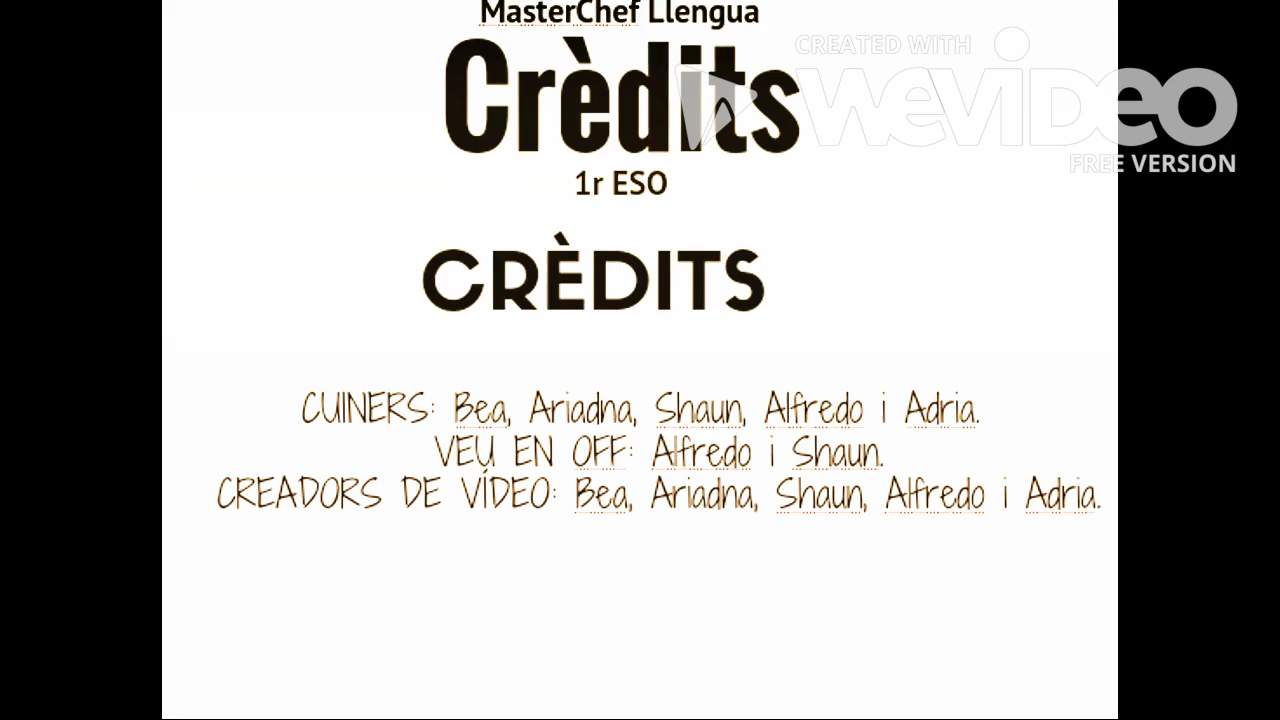 MasterChef Llengua
Crèdits
CREATED WITH
WEVIDEO
FREE VERSION
1r ESO
CRÈDITS
CUINERS: Bea, Ariadna, Shaun, Alfredo i Adria.
VEU EN OFF: Alfredo i Shaun.
CREADORS DE VÍDEO: Bea, Ariadna, Shaun, Alfredo i Adria.